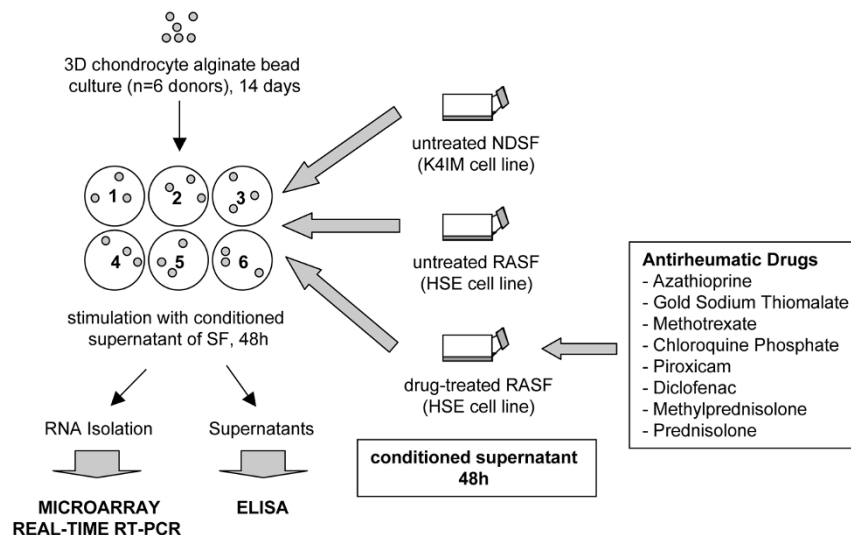 3D chondrocyte alginate bead
culture (n=6 donors), 14 days
1
2
3
4
5
6
stimulation with conditioned
supernatant of SF, 48h
RNA Isolation
Supernatants
MICROARRAY
REAL-TIME RT-PCR
ELISA
untreated NDSF
(K4IM cell line)
untreated RASF
(HSE cell line)
drug-treated RASF
(HSE cell line)
conditioned supernatant
48h
Antirheumatic Drugs
- Azathioprine
- Gold Sodium Thiomalate
- Methotrexate
- Chloroquine Phosphate
- Piroxicam
- Diclofenac
- Methylprednisolone
- Prednisolone